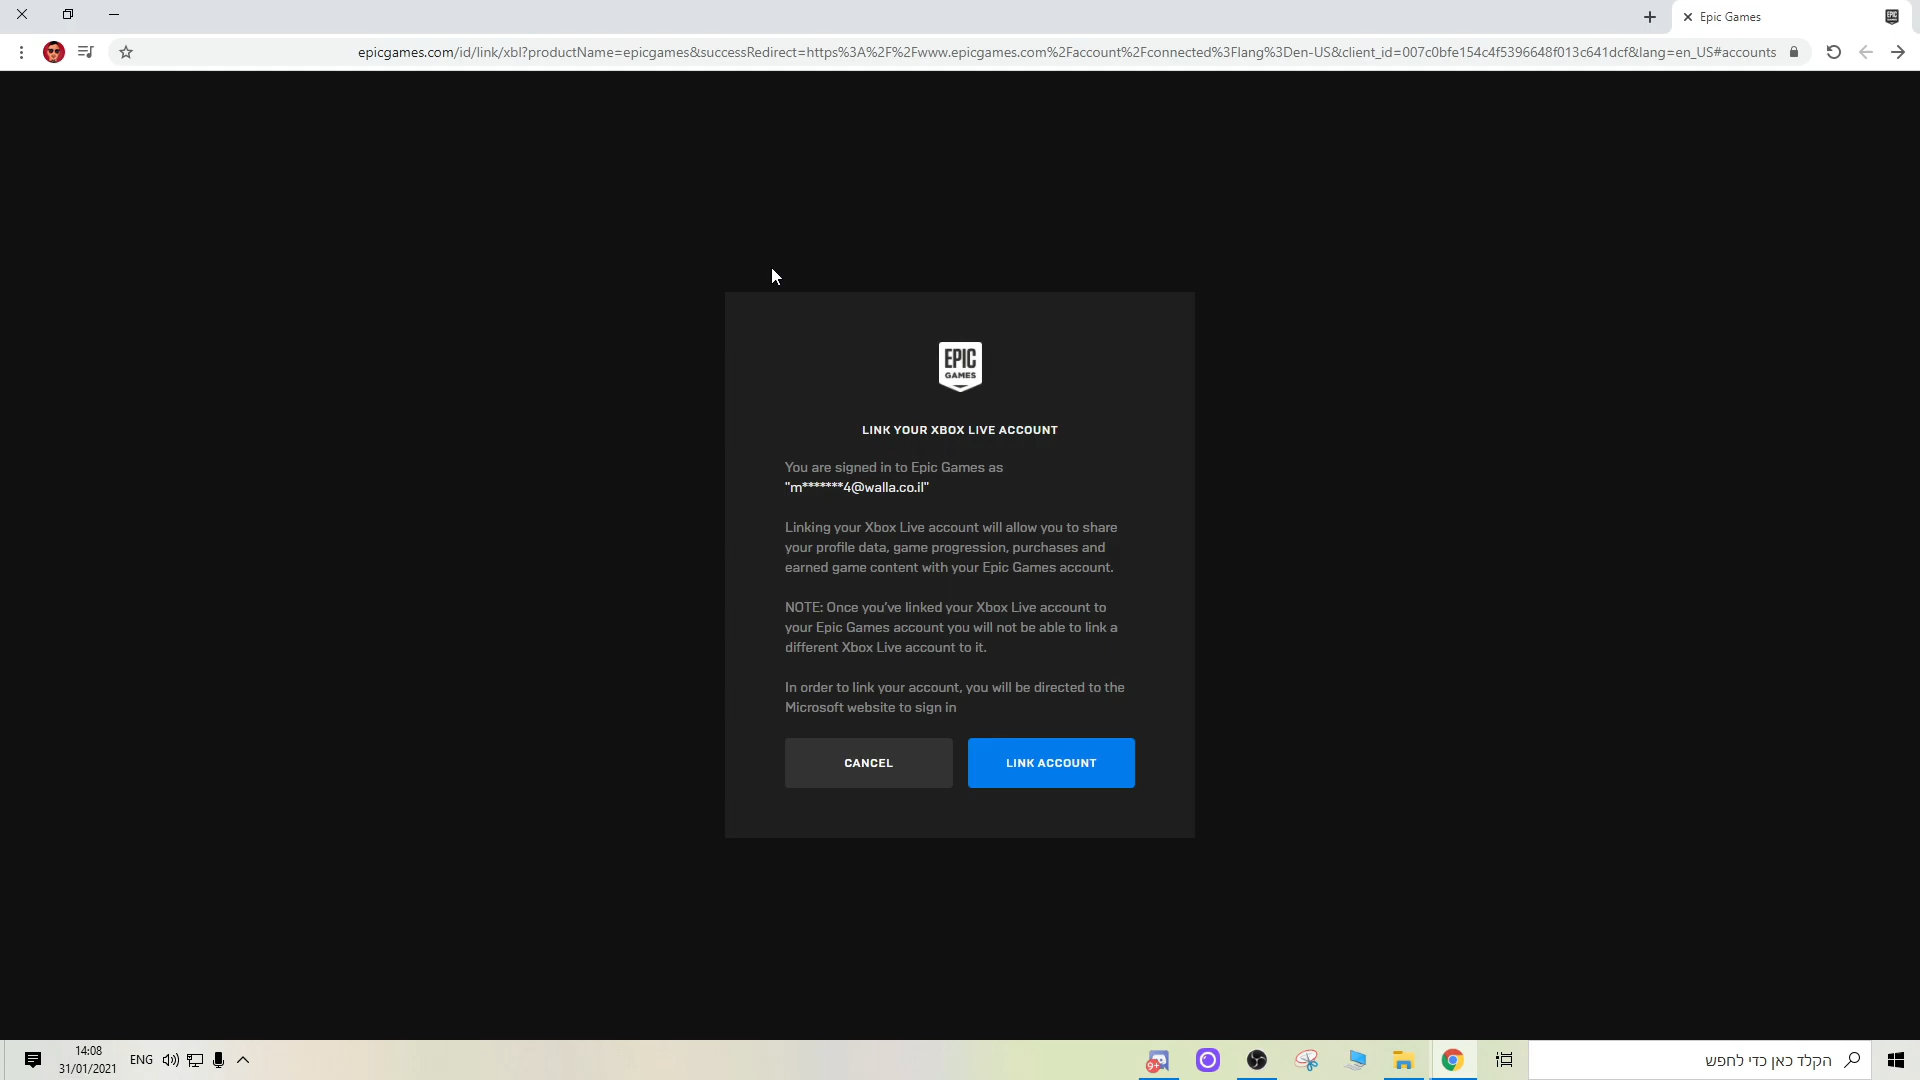 Epic Games
epicgames.com/id/link/xbl?productName=epicgames&successRedirect=https%3A%2F%2Fwww.epicgames.com%2Faccount%2Fconnected%3Flang%3Den-US&client_id=007c0bfe154c4f5396648f013c641dcf&lang=en_US#accounts
EPIC
GAMES
LINK YOUR XBOX LIVE ACCOUNT
You are signed in to Epic Games as
"m*******4@walla.co.il"
Linking your Xbox Live account will allow you to share
your profile data, game progression, purchases and
earned game content with your Epic Games account.
NOTE: Once you've linked your Xbox Live account to
your Epic Games account you will not be able to link a
different Xbox Live account to it.
In order to link your account, you will be directed to the
Microsoft website to sign in
CANCEL
LINK ACCOUNT
14:08
31/01/2021
ENG
9+
הקלד כאן כדי לחפש